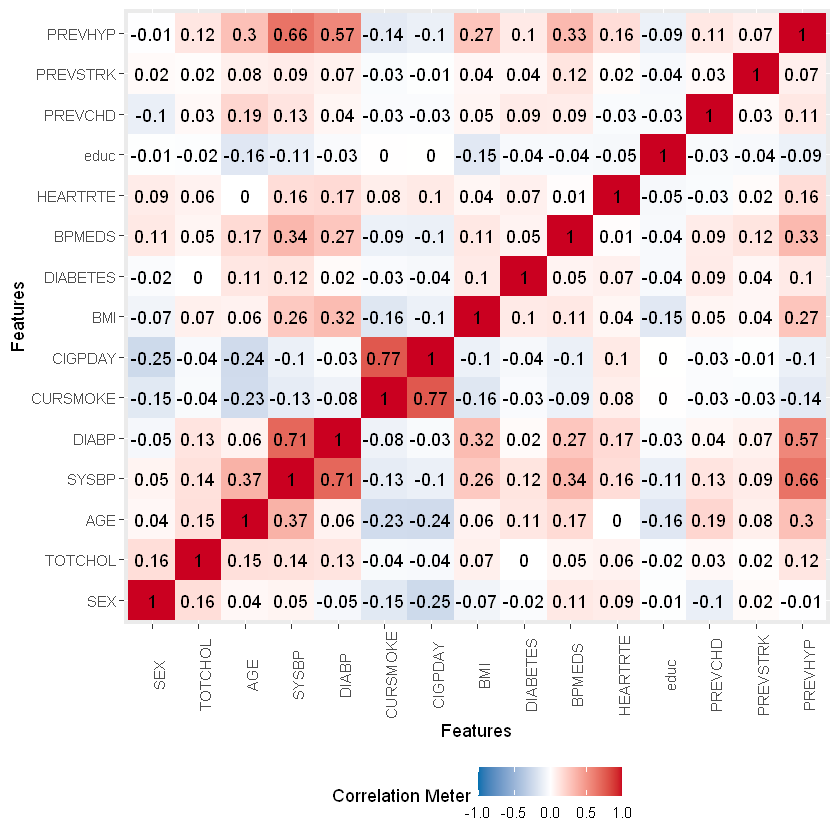 PREVHYP -0.01 0.12 0.3 0.66 0.57 -0.14 -0.1 0.27 0.1 0.33 0.16 -0.09 0.11 0.07 1
PREVSTRK 0.02 0.02 0.08 0.09 0.07 -0.03 -0.01 0.04 0.04 0.12 0.02 -0.04 0.03 1 0.07
PREVCHD -0.1 0.03 0.19 0.13 0.04 -0.03 -0.03 0.05 0.09 0.09 -0.03 -0.03 1 0.03 0.11
educ -0.01 -0.02 -0.16 -0.11 -0.03 0 0 -0.15 -0.04 -0.04 -0.05 1 -0.03 -0.04 -0.09
HEARTRTE 0.09 0.06 0 0.16 0.17 0.08 0.1 0.04 0.07 0.01 1 -0.05 -0.03 0.02 0.16
BPMEDS 0.11 0.05 0.17 0.34 0.27 -0.09 -0.1 0.11 0.05 1 0.01 -0.04 0.09 0.12 0.33
DIABETES -0.02 0 0.11 0.12 0.02 -0.03 -0.04 0.1 1 0.05 0.07 -0.04 0.09 0.04 0.1
BMI -0.07 0.07 0.06 0.26 0.32 -0.16 -0.1 1 0.1 0.11 0.04 -0.15 0.05 0.04 0.27
CIGPDAY -0.25 -0.04 -0.24 -0.1 -0.03 0.77 1 -0.1 -0.04 -0.1 0.1 0 -0.03 -0.01 -0.1
CURSMOKE -0.15 -0.04 -0.23 -0.13 -0.08 1 0.77 -0.16 -0.03 -0.09 0.08 0 -0.03 -0.03 -0.14
DIABP -0.05 0.13 0.06 0.71 1 -0.08 -0.03 0.32 0.02 0.27 0.17 -0.03 0.04 0.07 0.57
SYSBP 0.05 0.14 0.37 1 0.71 -0.13 -0.1 0.26 0.12 0.34 0.16 -0.11 0.13 0.09 0.66
AGE 0.04 0.15 1 0.37 0.06 -0.23 -0.24 0.06 0.11 0.17 0 -0.16 0.19 0.08 0.3
TOTCHOL 0.16 1 0.15 0.14 0.13 -0.04 -0.04 0.07 0 0.05 0.06 -0.02 0.03 0.02 0.12
SEX 1 0.16 0.04 0.05 -0.05 -0.15 -0.25 -0.07 -0.02 0.11 0.09 -0.01 -0.1 0.02 -0.01
Features
SEX TOTCHOL AGE SYSBP DIABP CURSMOKE CIGPDAY BMI DIABETES BPMEDS HEARTRTE educ PREVCHD PREVSTRK PREVHYP
Features
Correlation Meter
-1.0 -0.5 0.0 0.5 1.0